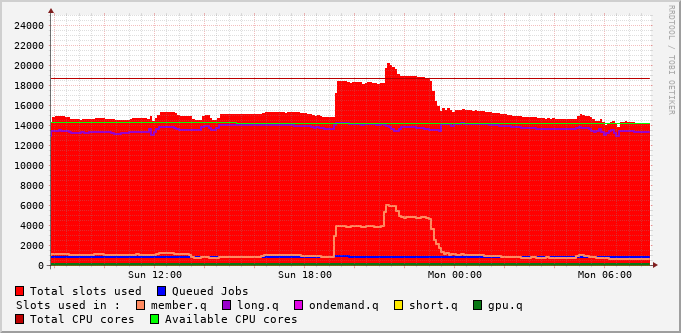 24000
22000
20000
18000
16000
14000
12000
10000
8000
6000
4000
2000
0
Sun 12:00 Sun 18:00 Mon 00:00 Mon 06:00
Total slots used Queued Jobs
Slots used in : member.q long.q ondemand.q short.q gpu.q
Total CPU cores Available CPU cores
RRDTOOL / TOBI OETIKER